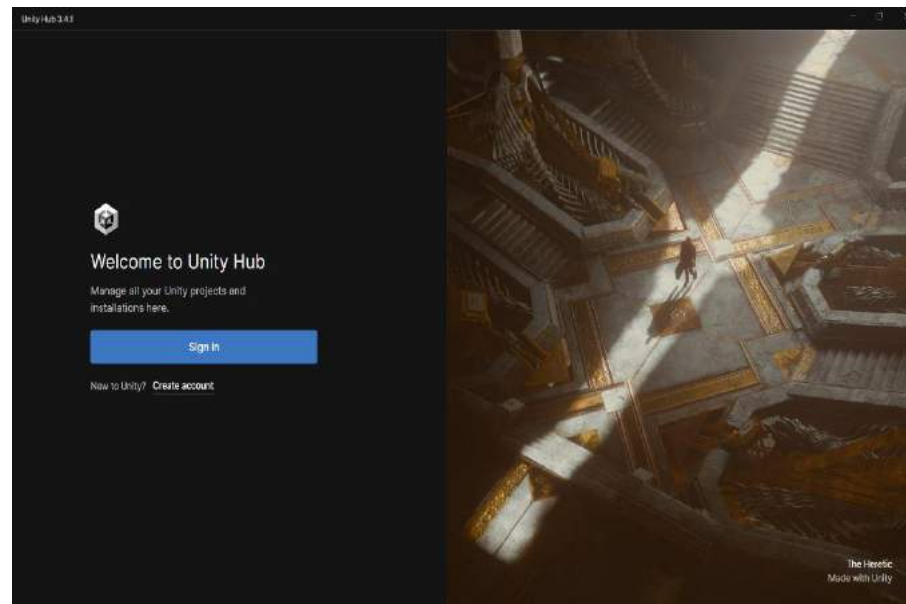 Unity Hub 3.4.1
Welcome to Unity Hub
Manage all your Unity projects and
installations here.
Sign in
New to Unity? Create account
The Heretic
Made with Unity